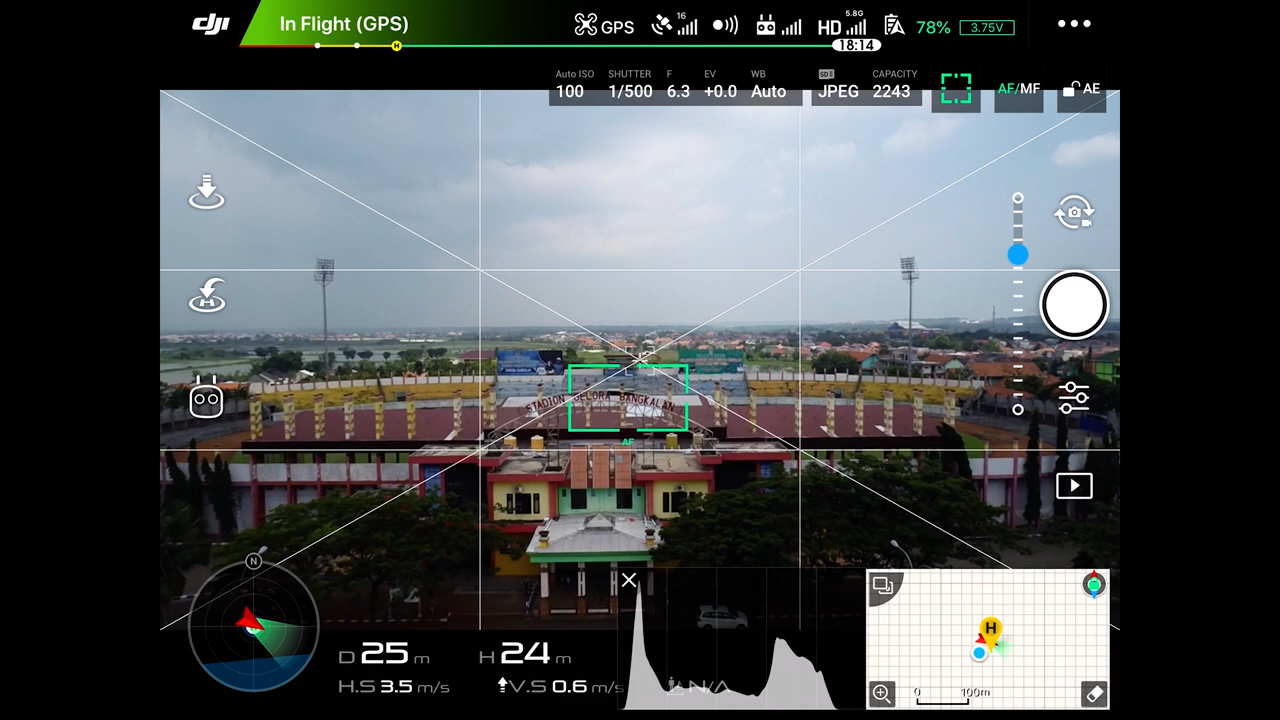 dji In Flight (GPS) GPS 16 HD 5.8G 78% 3.75V
H 18:14
Auto ISO SHUTTER F EV WB SD CAPACITY
100 1/500 6.3 +0.0 Auto JPEG 2243 AF/MF AE
STADION GELORA BANGKALAN
AF
N
H
D 25 m H 24 m
H.S 3.5 m/s V.S 0.6 m/s N/A
0 100m